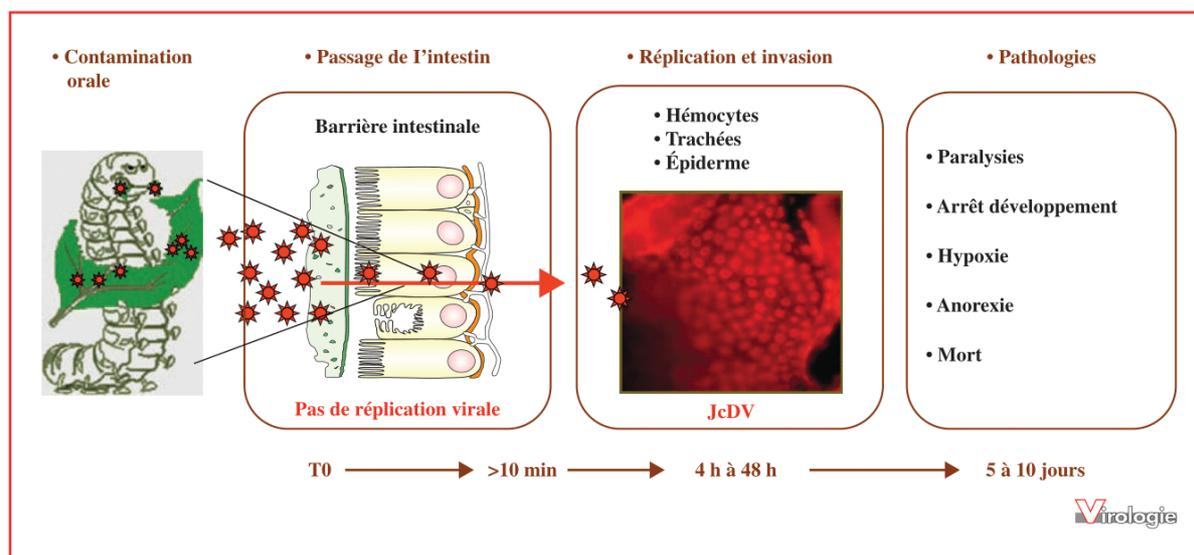 • Contamination
orale
• Passage de I’intestin
• Réplication et invasion
• Pathologies
Barrière intestinale
Pas de réplication virale
• Hémocytes
• Trachées
• Épiderme
JcDV
• Paralysies
• Arrêt développement
• Hypoxie
• Anorexie
• Mort
T0 >10 min 4 h à 48 h 5 à 10 jours
Virologie